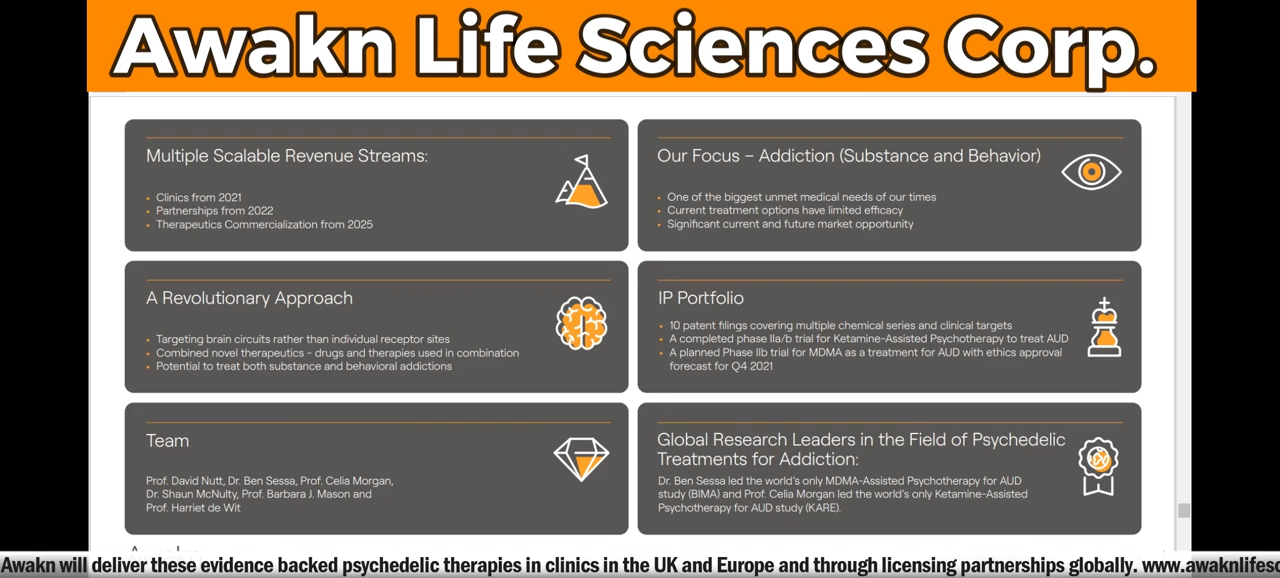 Awakn Life Sciences Corp.
Multiple Scalable Revenue Streams:
• Clinics from 2021
• Partnerships from 2022
• Therapeutics Commercialization from 2025
Our Focus – Addiction (Substance and Behavior)
• One of the biggest unmet medical needs of our times
• Current treatment options have limited efficacy
• Significant current and future market opportunity
A Revolutionary Approach
• Targeting brain circuits rather than individual receptor sites
• Combined novel therapeutics - drugs and therapies used in combination
• Potential to treat both substance and behavioral addictions
IP Portfolio
• 10 patent filings covering multiple chemical series and clinical targets
• A completed phase IIa/b trial for Ketamine-Assisted Psychotherapy to treat AUD
• A planned Phase IIb trial for MDMA as a treatment for AUD with ethics approval
forecast for Q4 2021
Team
Prof. David Nutt, Dr. Ben Sessa, Prof. Celia Morgan,
Dr. Shaun McNulty, Prof. Barbara J. Mason and
Prof. Harriet de Wit
Global Research Leaders in the Field of Psychedelic
Treatments for Addiction:
Dr. Ben Sessa led the world's only MDMA-Assisted Psychotherapy for AUD
study (BIMA) and Prof. Celia Morgan led the world's only Ketamine-Assisted
Psychotherapy for AUD study (KARE).
Awakn will deliver these evidence backed psychedelic therapies in clinics in the UK and Europe and through licensing partnerships globally. www.awaknlifesc